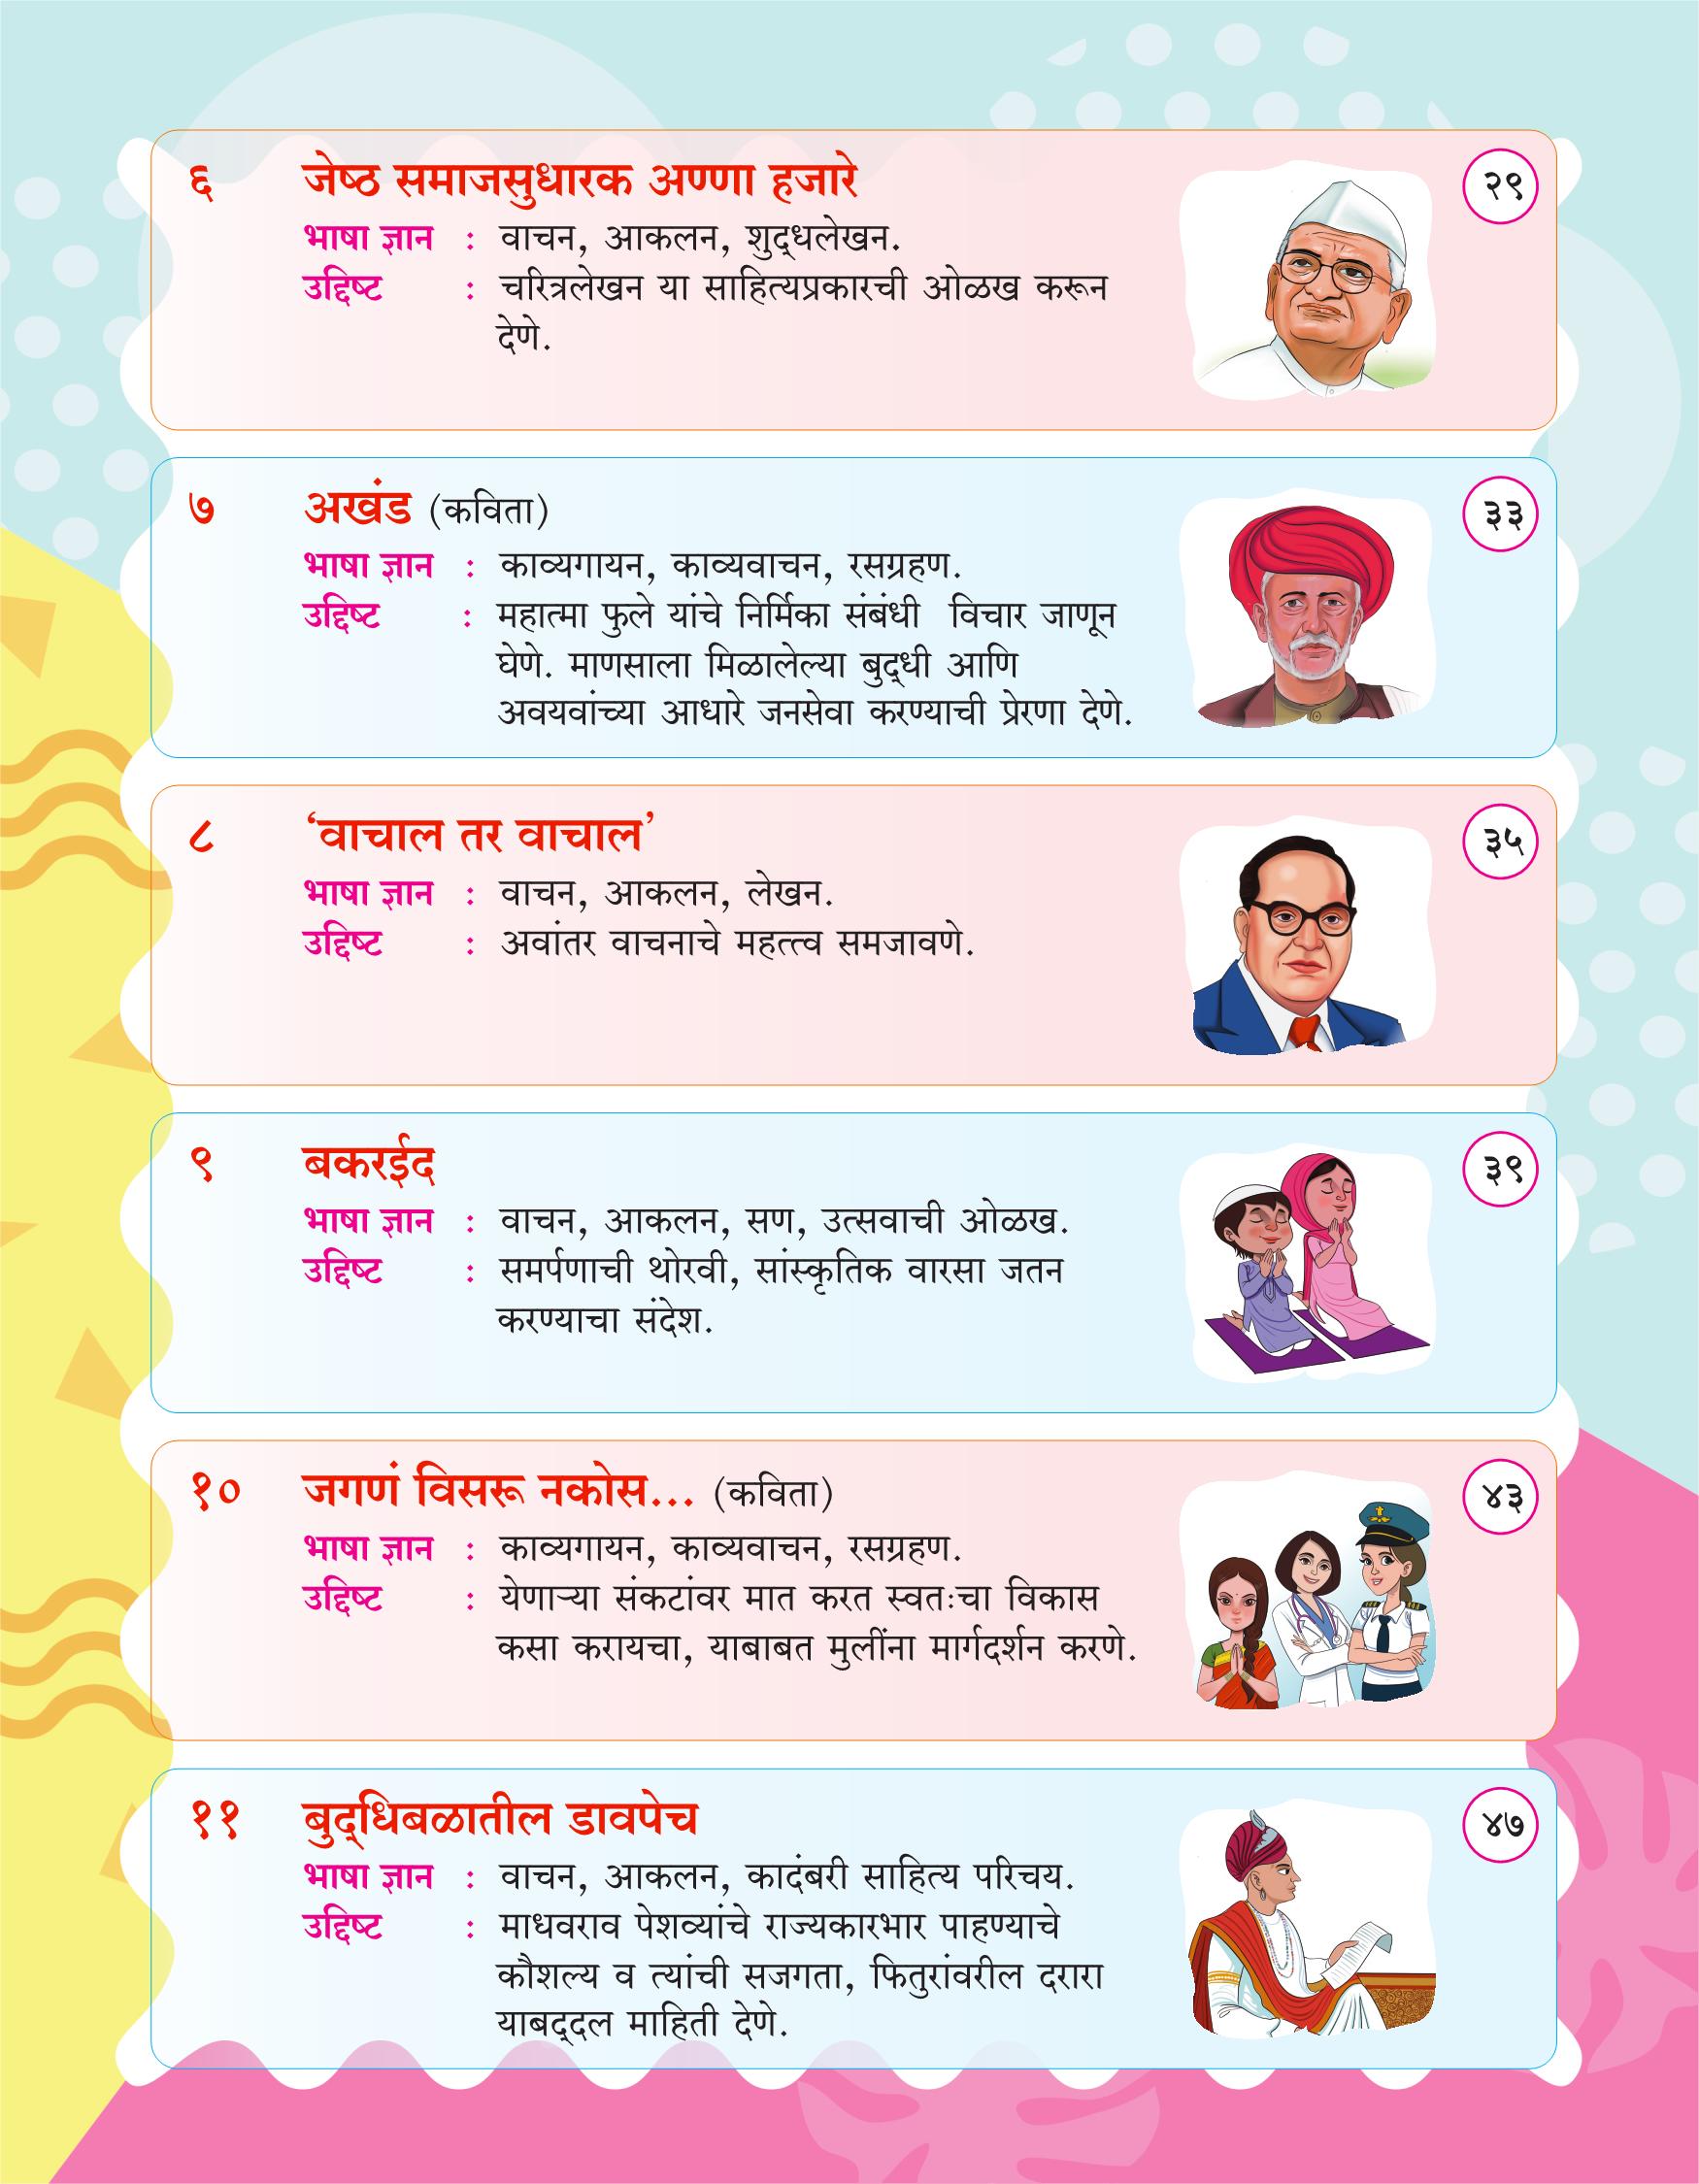 ६ जेष्ठ समाजसुधारक अण्णा हजारे २९
भाषा ज्ञान : वाचन, आकलन, शुद्धलेखन.
उद्दिष्ट : चरित्रलेखन या साहित्यप्रकारची ओळख करून
देणे.
७ अखंड (कविता) ३३
भाषा ज्ञान : काव्यगायन, काव्यवाचन, रसग्रहण.
उद्दिष्ट : महात्मा फुले यांचे निर्मिका संबंधी विचार जाणून
घेणे. माणसाला मिळालेल्या बुद्धी आणि
अवयवांच्या आधारे जनसेवा करण्याची प्रेरणा देणे.
८ ‘वाचाल तर वाचाल’ ३५
भाषा ज्ञान : वाचन, आकलन, लेखन.
उद्दिष्ट : अवांतर वाचनाचे महत्त्व समजावणे.
९ बकरईद ३९
भाषा ज्ञान : वाचन, आकलन, सण, उत्सवाची ओळख.
उद्दिष्ट : समर्पणाची थोरवी, सांस्कृतिक वारसा जतन
करण्याचा संदेश.
१० जगणं विसरू नकोस... (कविता) ४३
भाषा ज्ञान : काव्यगायन, काव्यवाचन, रसग्रहण.
उद्दिष्ट : येणाऱ्या संकटांवर मात करत स्वतःचा विकास
कसा करायचा, याबाबत मुलींना मार्गदर्शन करणे.
११ बुद्धिबळातील डावपेच ४७
भाषा ज्ञान : वाचन, आकलन, कादंबरी साहित्य परिचय.
उद्दिष्ट : माधवराव पेशव्यांचे राज्यकारभार पाहण्याचे
कौशल्य व त्यांची सजगता, फितुरांवरील दरारा
याबद्दल माहिती देणे.